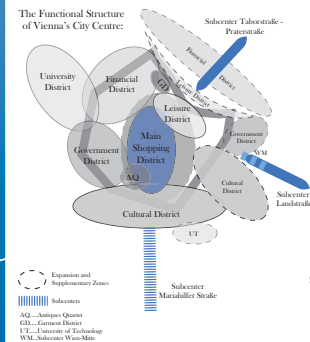 The Functional Structure
of Vienna's City Centre:
Subcenter Taborstraße -
Praterstraße
University
District
Financial
District
GD
Leisure District
Financial
District
Leisure
District
Government
District
Main
Shopping
District
AQ
Government
District
WM
Cultural
District
Subcenter
Landstraße
Cultural District
UT
Expansion and
Supplementary Zones
Subcenters
Subcenter
Mariahilfer Straße
AQ.....Antiques Quarter
GD.....Garment District
UT.....University of Technology
WM...Subcenter Wien-Mitte